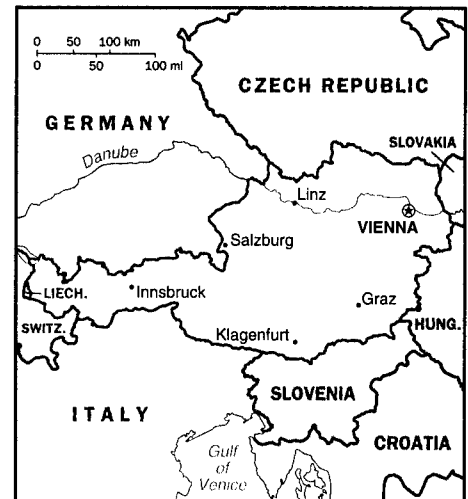 0 50 100 km
0 50 100 mi
CZECH REPUBLIC
GERMANY
SLOVAKIA
Danube
Linz
VIENNA
Salzburg
LIECH.
Innsbruck
Graz
SWITZ.
HUNG.
Klagenfurt
SLOVENIA
ITALY
CROATIA
Gulf
of
Venice